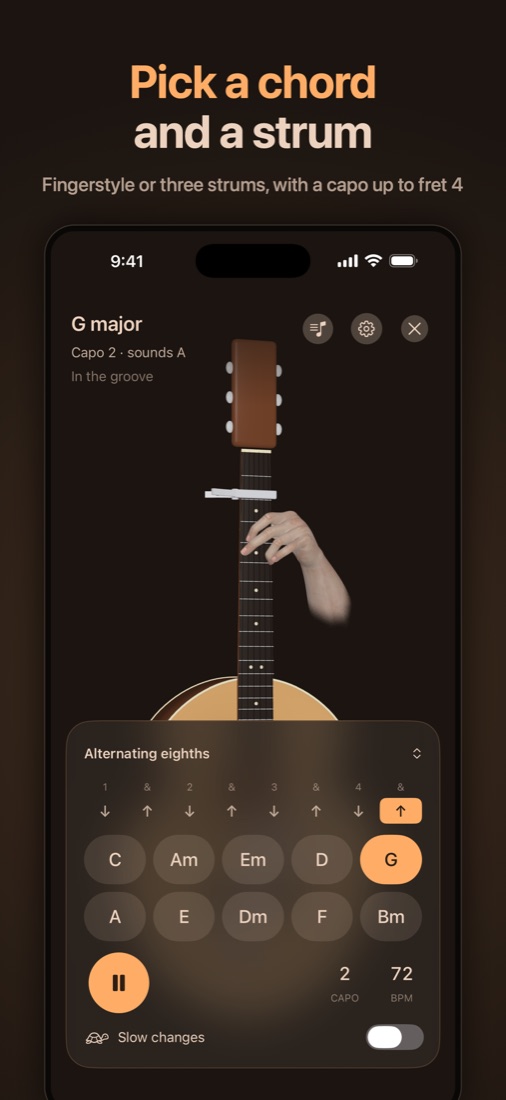 Pick a chord
and a strum
Fingerstyle or three strums, with a capo up to fret 4
9:41
G major
Capo 2 · sounds A
In the groove
Alternating eighths
1 & 2 & 3 & 4 &
↓ ↑ ↓ ↑ ↓ ↑ ↓ ↑
C Am Em D G
A E Dm F Bm
2 72
CAPO BPM
Slow changes